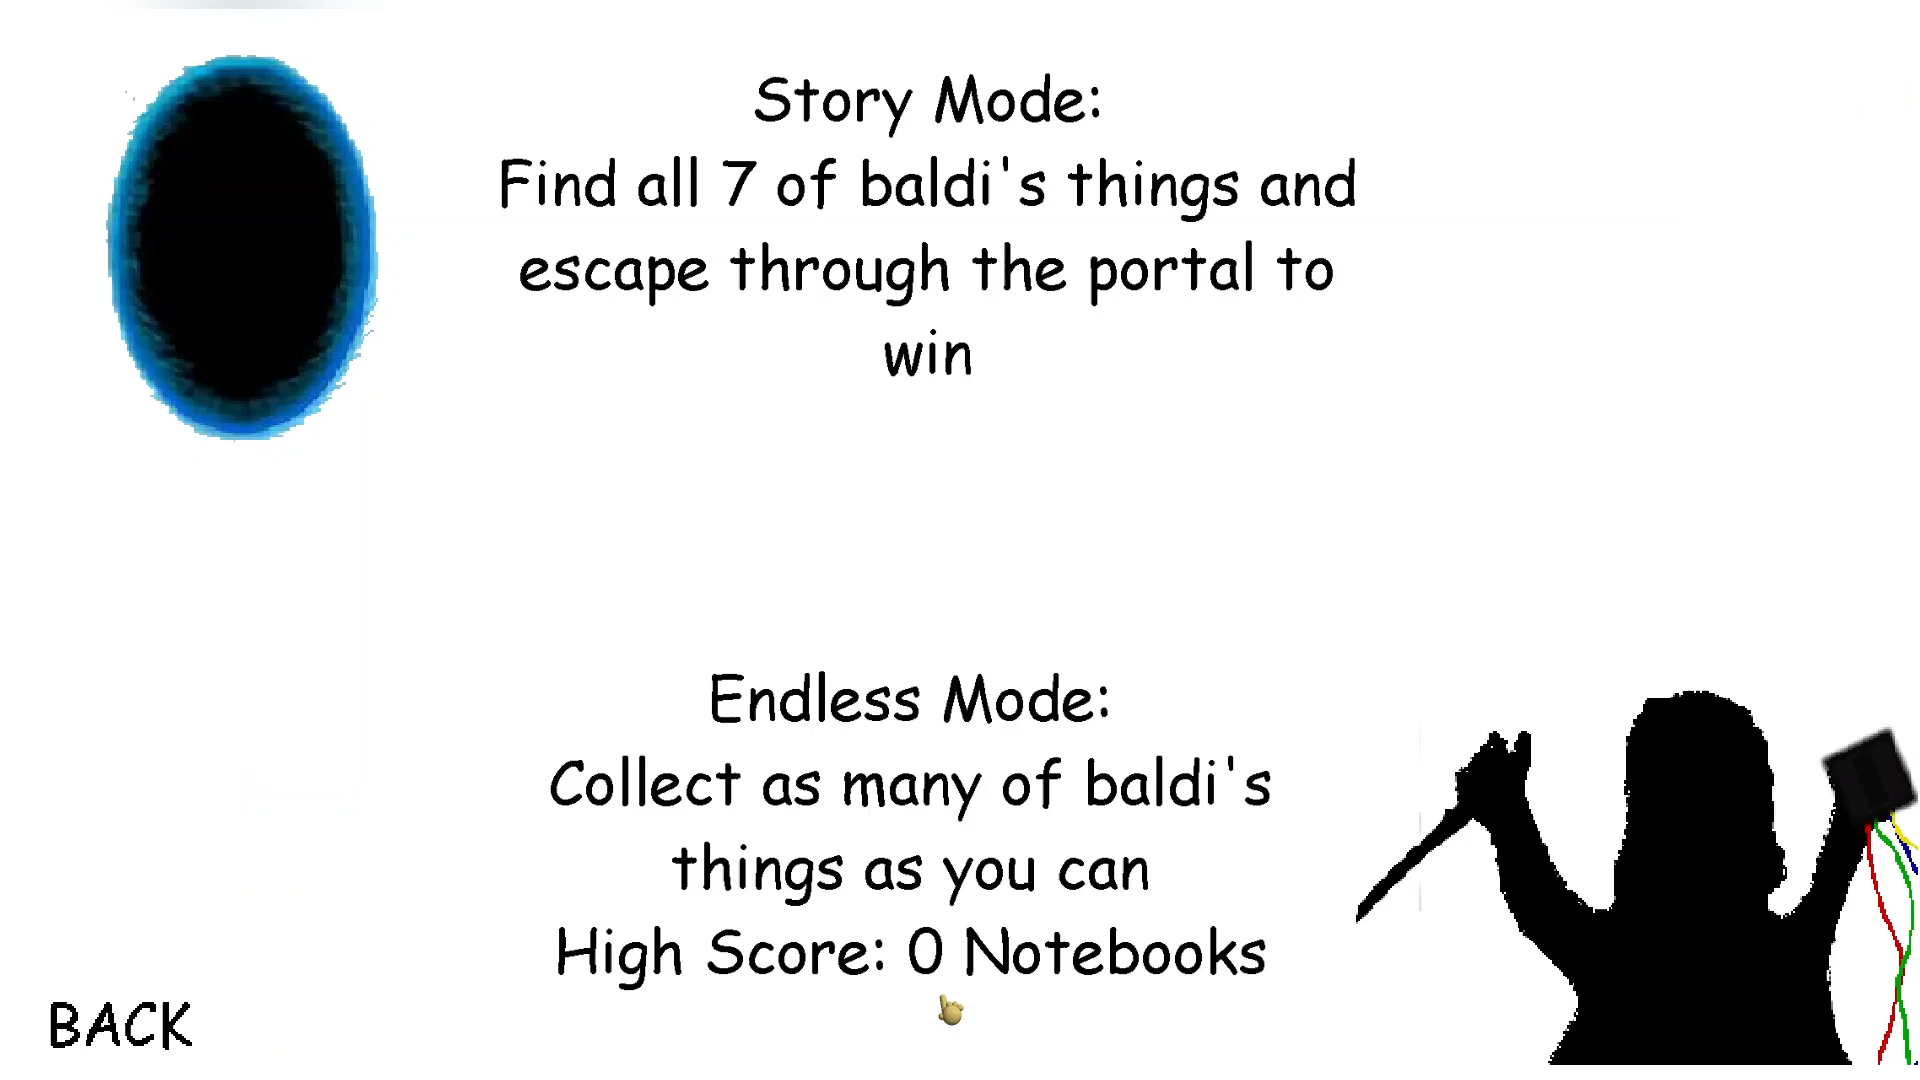 Story Mode:
Find all 7 of baldi's things and
escape through the portal to
win
Endless Mode:
Collect as many of baldi's
things as you can
High Score: 0 Notebooks
BACK